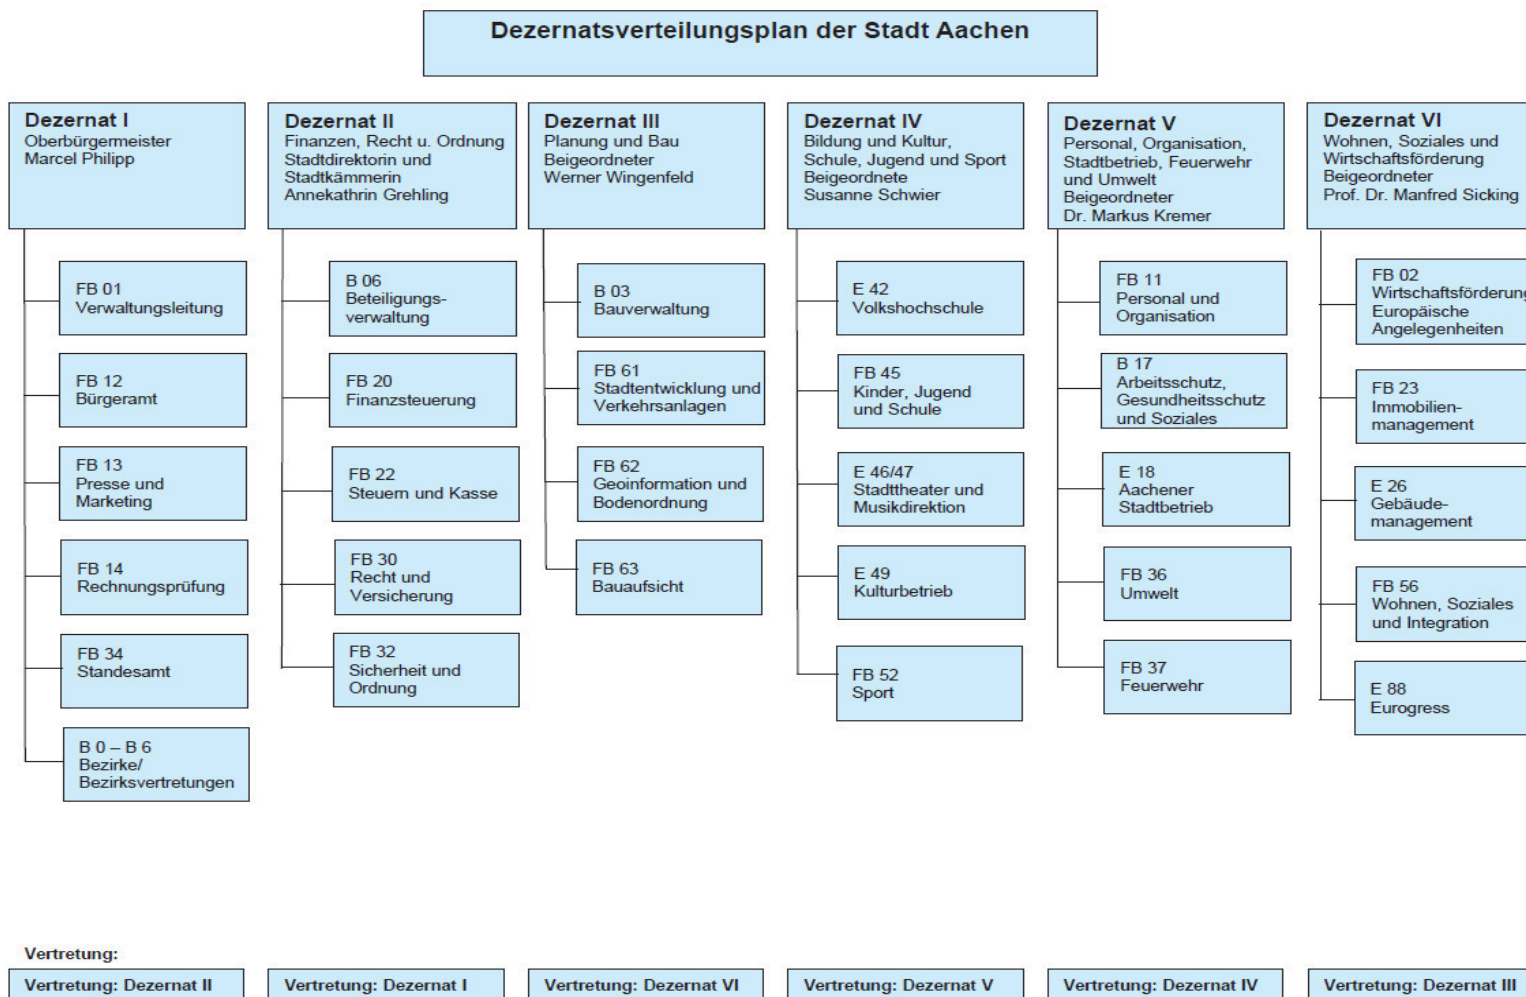 Dezernatsverteilungsplan der Stadt Aachen
Dezernat I
Oberbürgermeister
Marcel Philipp
FB 01
Verwaltungsleitung
FB 12
Bürgeramt
FB 13
Presse und
Marketing
FB 14
Rechnungsprüfung
FB 34
Standesamt
B 0 – B 6
Bezirke/
Bezirksvertretungen
Dezernat II
Finanzen, Recht u. Ordnung
Stadtdirektorin und
Stadtkämmerin
Annekathrin Grehling
B 06
Beteiligungs-
verwaltung
FB 20
Finanzsteuerung
FB 22
Steuern und Kasse
FB 30
Recht und
Versicherung
FB 32
Sicherheit und
Ordnung
Dezernat III
Planung und Bau
Beigeordneter
Werner Wingenfeld
B 03
Bauverwaltung
FB 61
Stadtentwicklung und
Verkehrsanlagen
FB 62
Geoinformation und
Bodenordnung
FB 63
Bauaufsicht
Dezernat IV
Bildung und Kultur,
Schule, Jugend und Sport
Beigeordnete
Susanne Schwier
E 42
Volkshochschule
FB 45
Kinder, Jugend
und Schule
E 46/47
Stadttheater und
Musikdirektion
E 49
Kulturbetrieb
FB 52
Sport
Dezernat V
Personal, Organisation,
Stadtbetrieb, Feuerwehr
und Umwelt
Beigeordneter
Dr. Markus Kremer
FB 11
Personal und
Organisation
B 17
Arbeitsschutz,
Gesundheitsschutz
und Soziales
E 18
Aachener
Stadtbetrieb
FB 36
Umwelt
FB 37
Feuerwehr
Dezernat VI
Wohnen, Soziales und
Wirtschaftsförderung
Beigeordneter
Prof. Dr. Manfred Sicking
FB 02
Wirtschaftsförderung
Europäische
Angelegenheiten
FB 23
Immobilien-
management
E 26
Gebäude-
management
FB 56
Wohnen, Soziales
und Integration
E 88
Eurogress
Vertretung:
Vertretung: Dezernat II
Vertretung: Dezernat I
Vertretung: Dezernat VI
Vertretung: Dezernat V
Vertretung: Dezernat IV
Vertretung: Dezernat III